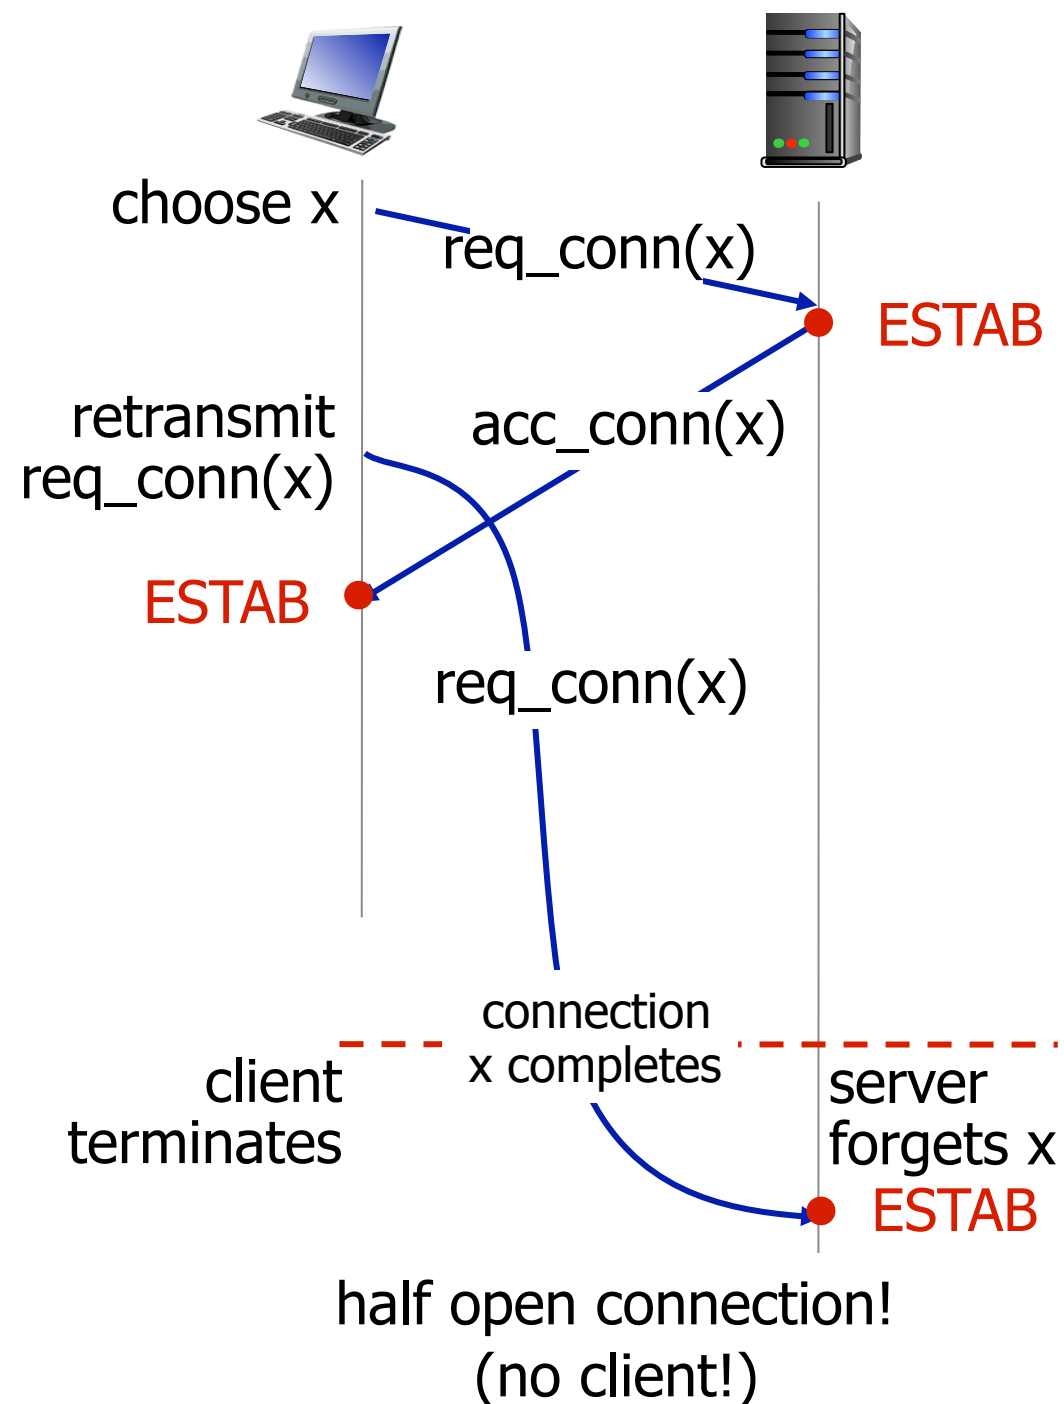 choose x
req_conn(x)
ESTAB
retransmit
req_conn(x)
acc_conn(x)
ESTAB
req_conn(x)
connection
x completes
client
terminates
server
forgets x
ESTAB
half open connection!
(no client!)